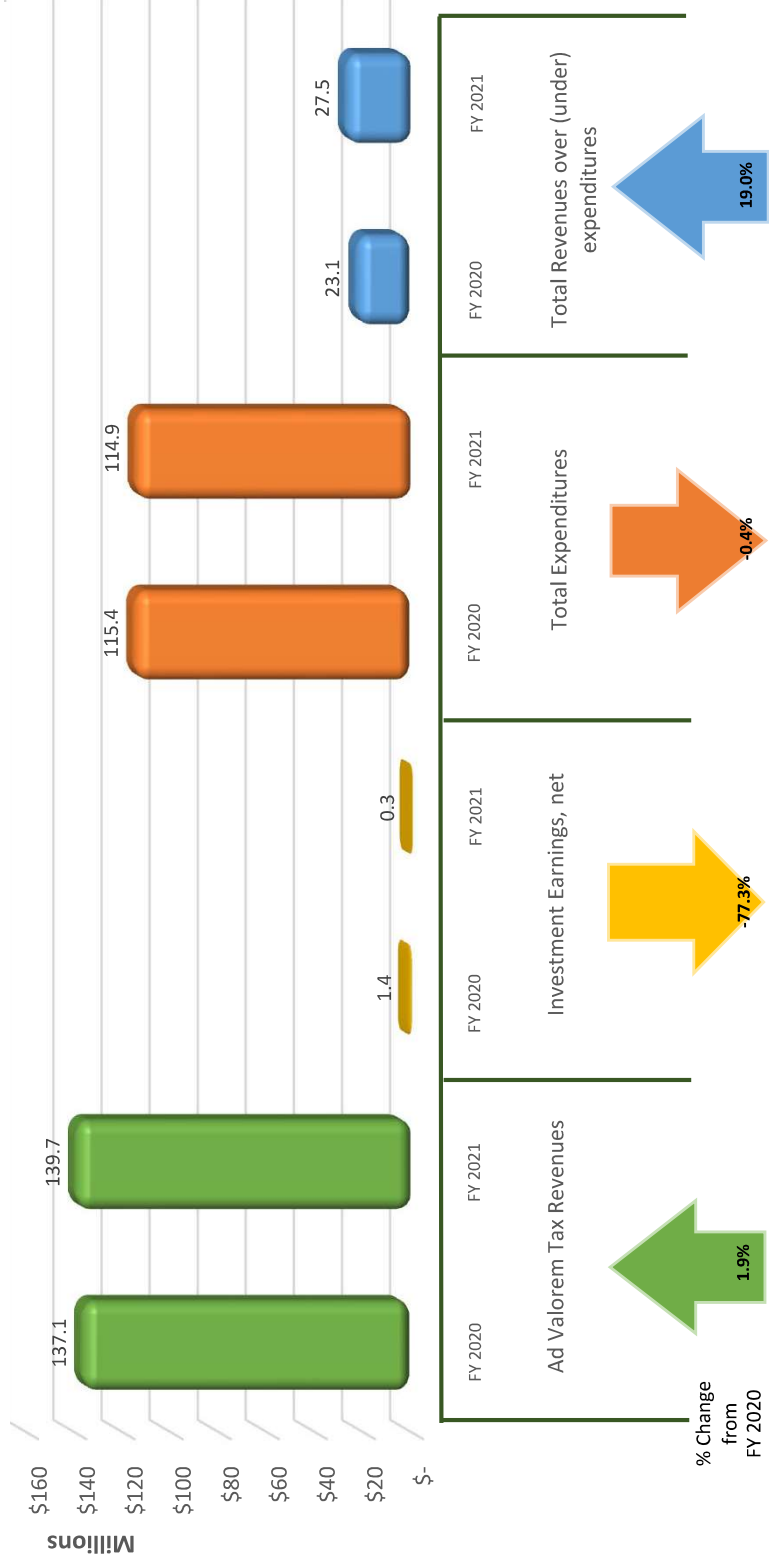 Millions
$160
$140
$120
$100
$80
$60
$40
$20
$-
137.1
139.7
1.4
0.3
115.4
114.9
23.1
27.5
FY 2020
FY 2021
FY 2020
FY 2021
FY 2020
FY 2021
FY 2020
FY 2021
Ad Valorem Tax Revenues
Investment Earnings, net
Total Expenditures
Total Revenues over (under)
expenditures
% Change
from
FY 2020
1.9%
-77.3%
-0.4%
19.0%